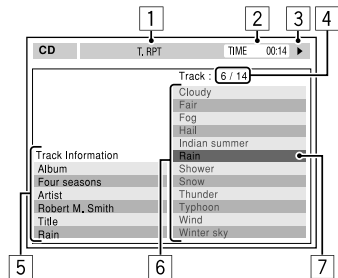 1 2 3 4
CD T. RPT TIME 00:14
Track : 6 / 14
Cloudy
Fair
Fog
Hail
Indian summer
Rain
Shower
Snow
Thunder
Typhoon
Wind
Winter sky
Track Information
Album
Four seasons
Artist
Robert M. Smith
Title
Rain
5 6 7